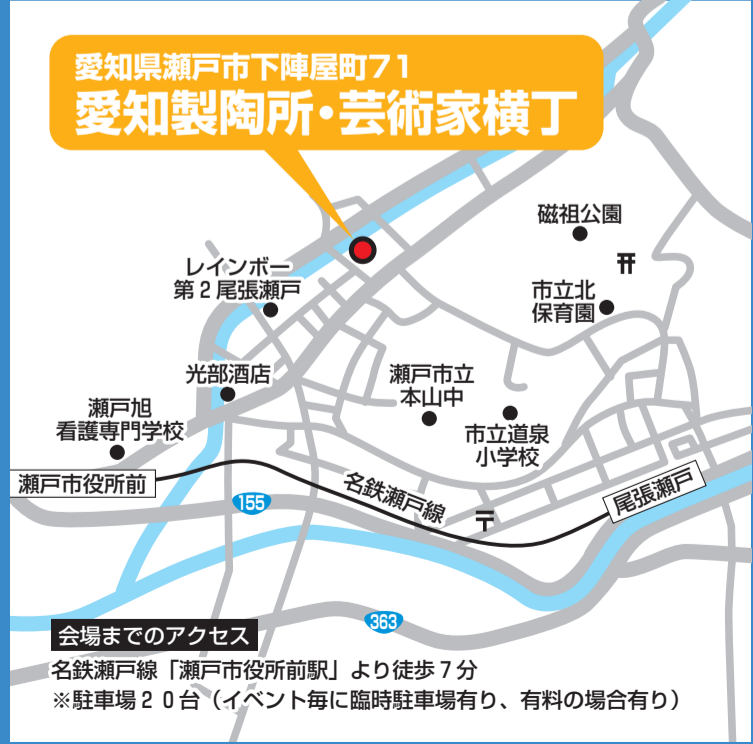 愛知県瀬戸市下陣屋町71
愛知製陶所・芸術家横丁
磁祖公園
レインボー
第2尾張瀬戸
市立北
保育園
光部酒店
瀬戸市立
本山中
瀬戸旭
看護専門学校
市立道泉
小学校
瀬戸市役所前
名鉄瀬戸線
尾張瀬戸
155
〒
363
会場までのアクセス
名鉄瀬戸線「瀬戸市役所前駅」より徒歩7分
※駐車場20台（イベント毎に臨時駐車場有り、有料の場合有り）